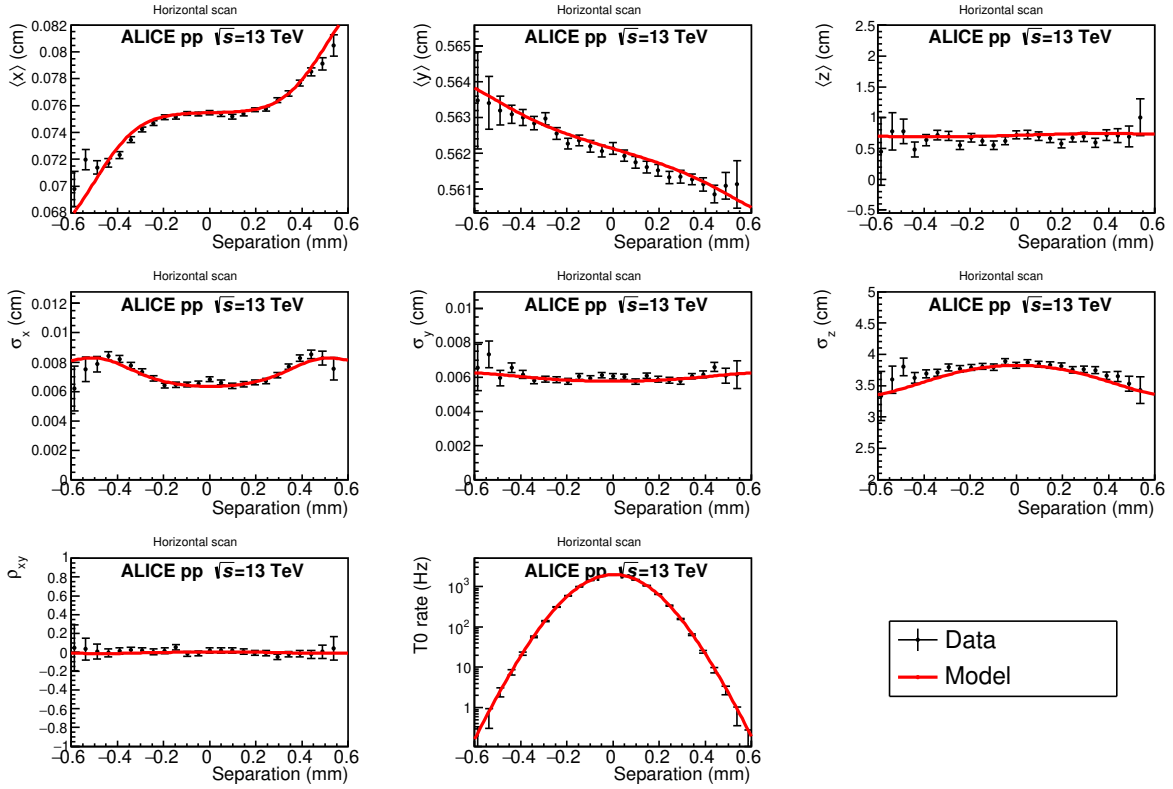 Horizontal scan
ALICE pp √s=13 TeV
⟨x⟩ (cm)
0.082
0.08
0.078
0.076
0.074
0.072
0.07
0.068
−0.6 −0.4 −0.2 0 0.2 0.4 0.6
Separation (mm)
Horizontal scan
ALICE pp √s=13 TeV
⟨y⟩ (cm)
0.565
0.564
0.563
0.562
0.561
−0.6 −0.4 −0.2 0 0.2 0.4 0.6
Separation (mm)
Horizontal scan
ALICE pp √s=13 TeV
⟨z⟩ (cm)
2.5
2
1.5
1
0.5
0
−0.5
−0.6 −0.4 −0.2 0 0.2 0.4 0.6
Separation (mm)
Horizontal scan
ALICE pp √s=13 TeV
σx (cm)
0.012
0.01
0.008
0.006
0.004
0.002
0
−0.6 −0.4 −0.2 0 0.2 0.4 0.6
Separation (mm)
Horizontal scan
ALICE pp √s=13 TeV
σy (cm)
0.01
0.008
0.006
0.004
0.002
0
−0.6 −0.4 −0.2 0 0.2 0.4 0.6
Separation (mm)
Horizontal scan
ALICE pp √s=13 TeV
σz (cm)
5
4.5
4
3.5
3
2.5
2
−0.6 −0.4 −0.2 0 0.2 0.4 0.6
Separation (mm)
Horizontal scan
ALICE pp √s=13 TeV
ρxy
1
0.8
0.6
0.4
0.2
0
−0.2
−0.4
−0.6
−0.8
−1
−0.6 −0.4 −0.2 0 0.2 0.4 0.6
Separation (mm)
Horizontal scan
ALICE pp √s=13 TeV
T0 rate (Hz)
10³
10²
10
1
−0.6 −0.4 −0.2 0 0.2 0.4 0.6
Separation (mm)
Data
Model